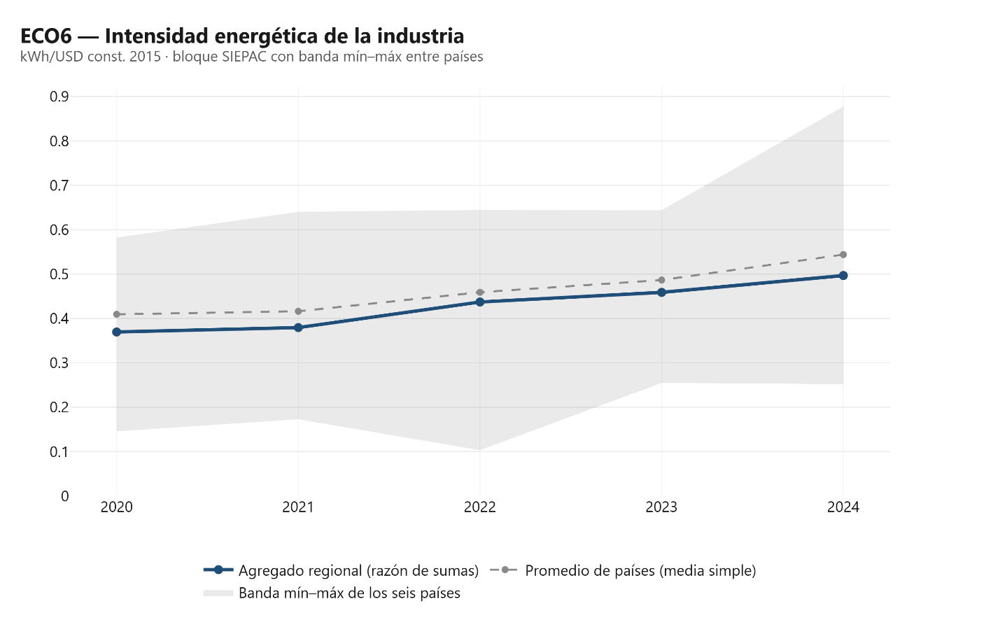 ECO6 — Intensidad energética de la industria
kWh/USD const. 2015 · bloque SIEPAC con banda mín–máx entre países
0.9
0.8
0.7
0.6
0.5
0.4
0.3
0.2
0.1
0
2020 2021 2022 2023 2024
Agregado regional (razón de sumas) Promedio de países (media simple)
Banda mín–máx de los seis países